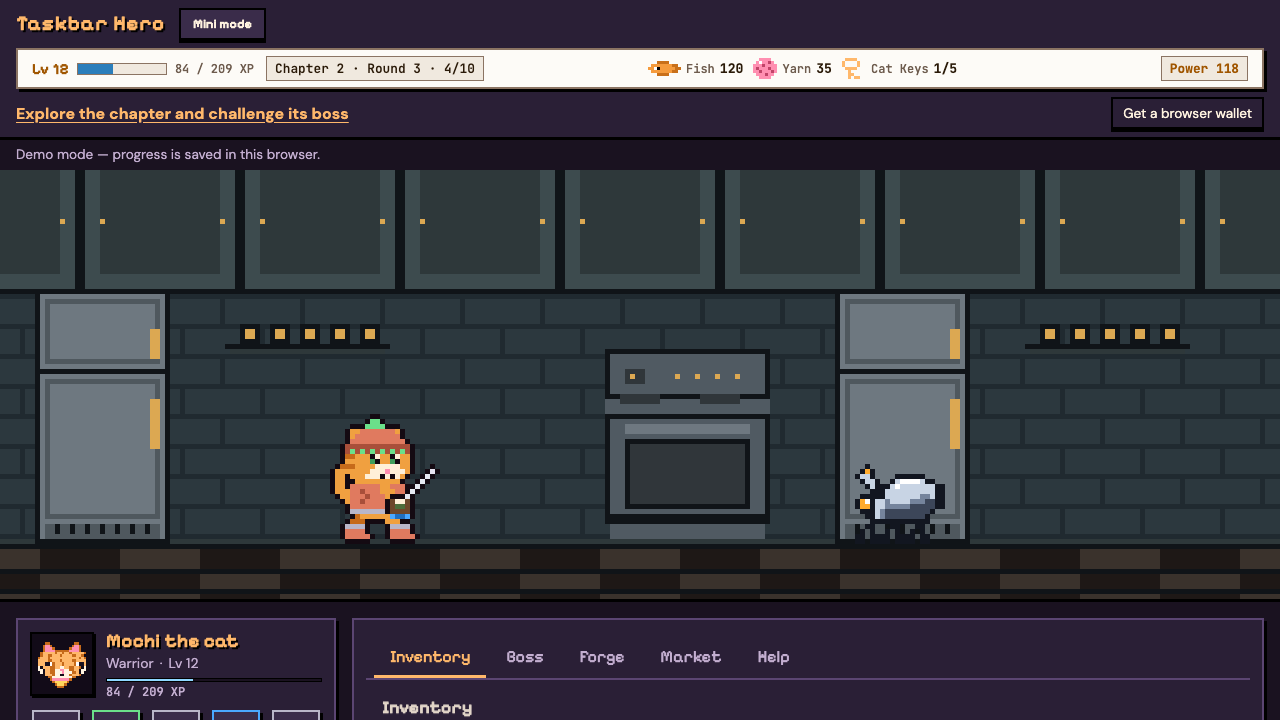 Taskbar Hero
Mini mode
Lv 12
84 / 209 XP
Chapter 2 · Round 3 · 4/10
Fish 120
Yarn 35
Cat Keys 1/5
Power 118
Explore the chapter and challenge its boss
Get a browser wallet
Demo mode — progress is saved in this browser.
Mochi the cat
Warrior · Lv 12
84 / 209 XP
Inventory
Boss
Forge
Market
Help
Inventory